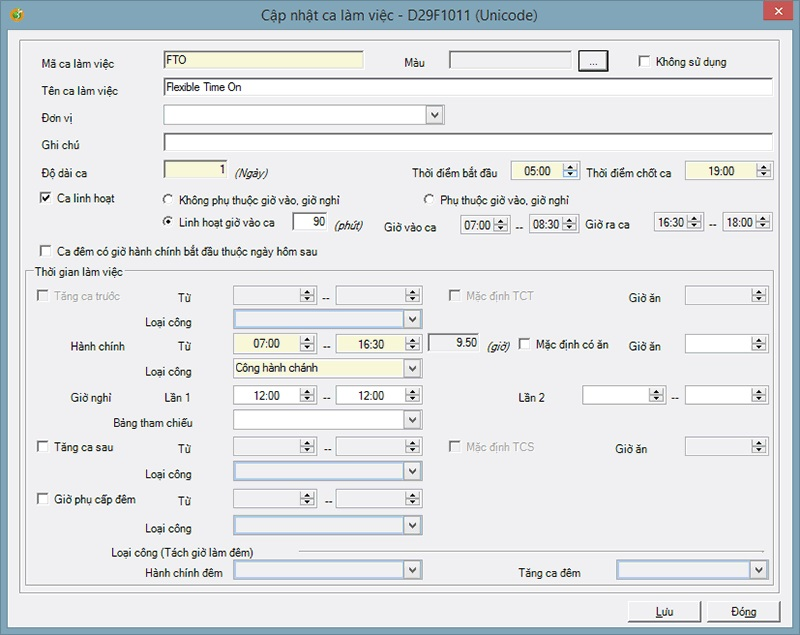 Cập nhật ca làm việc - D29F1011 (Unicode)
Mã ca làm việc FTO Màu ... Không sử dụng
Tên ca làm việc Flexible Time On
Đơn vị
Ghi chú
Độ dài ca 1 (Ngày) Thời điểm bắt đầu 05:00 Thời điểm chốt ca 19:00
Ca linh hoạt Không phụ thuộc giờ vào, giờ nghỉ Phụ thuộc giờ vào, giờ nghỉ
Linh hoạt giờ vào ca 90 (phút) Giờ vào ca 07:00 -- 08:30 Giờ ra ca 16:30 -- 18:00
Ca đêm có giờ hành chính bắt đầu thuộc ngày hôm sau
Thời gian làm việc
Tăng ca trước Từ -- Mặc định TCT Giờ ăn
Loại công
Hành chính Từ 07:00 -- 16:30 9.50 (giờ) Mặc định có ăn Giờ ăn
Loại công Công hành chánh
Giờ nghỉ Lần 1 12:00 -- 12:00 Lần 2 --
Bảng tham chiếu
Tăng ca sau Từ -- Mặc định TCS Giờ ăn
Loại công
Giờ phụ cấp đêm Từ --
Loại công
Loại công (Tách giờ làm đêm)
Hành chính đêm Tăng ca đêm
Lưu Đóng